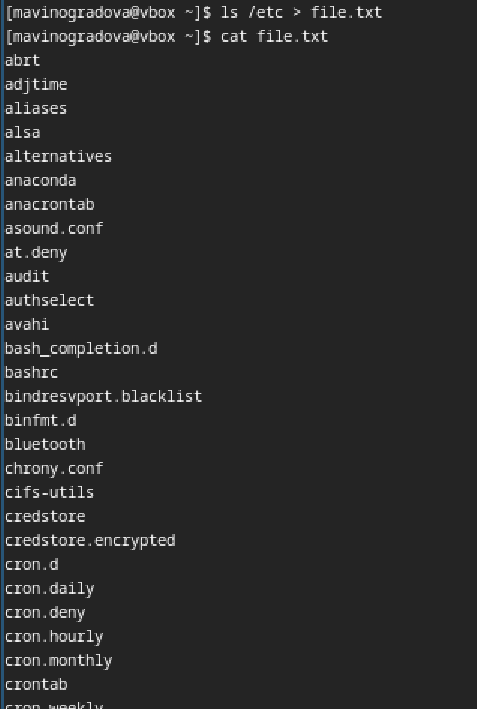 [mavinogradova@vbox ~]$ ls /etc > file.txt
[mavinogradova@vbox ~]$ cat file.txt
abrt
adjtime
aliases
alsa
alternatives
anaconda
anacrontab
asound.conf
at.deny
audit
authselect
avahi
bash_completion.d
bashrc
bindresvport.blacklist
binfmt.d
bluetooth
chrony.conf
cifs-utils
credstore
credstore.encrypted
cron.d
cron.daily
cron.deny
cron.hourly
cron.monthly
crontab
cron.weekly